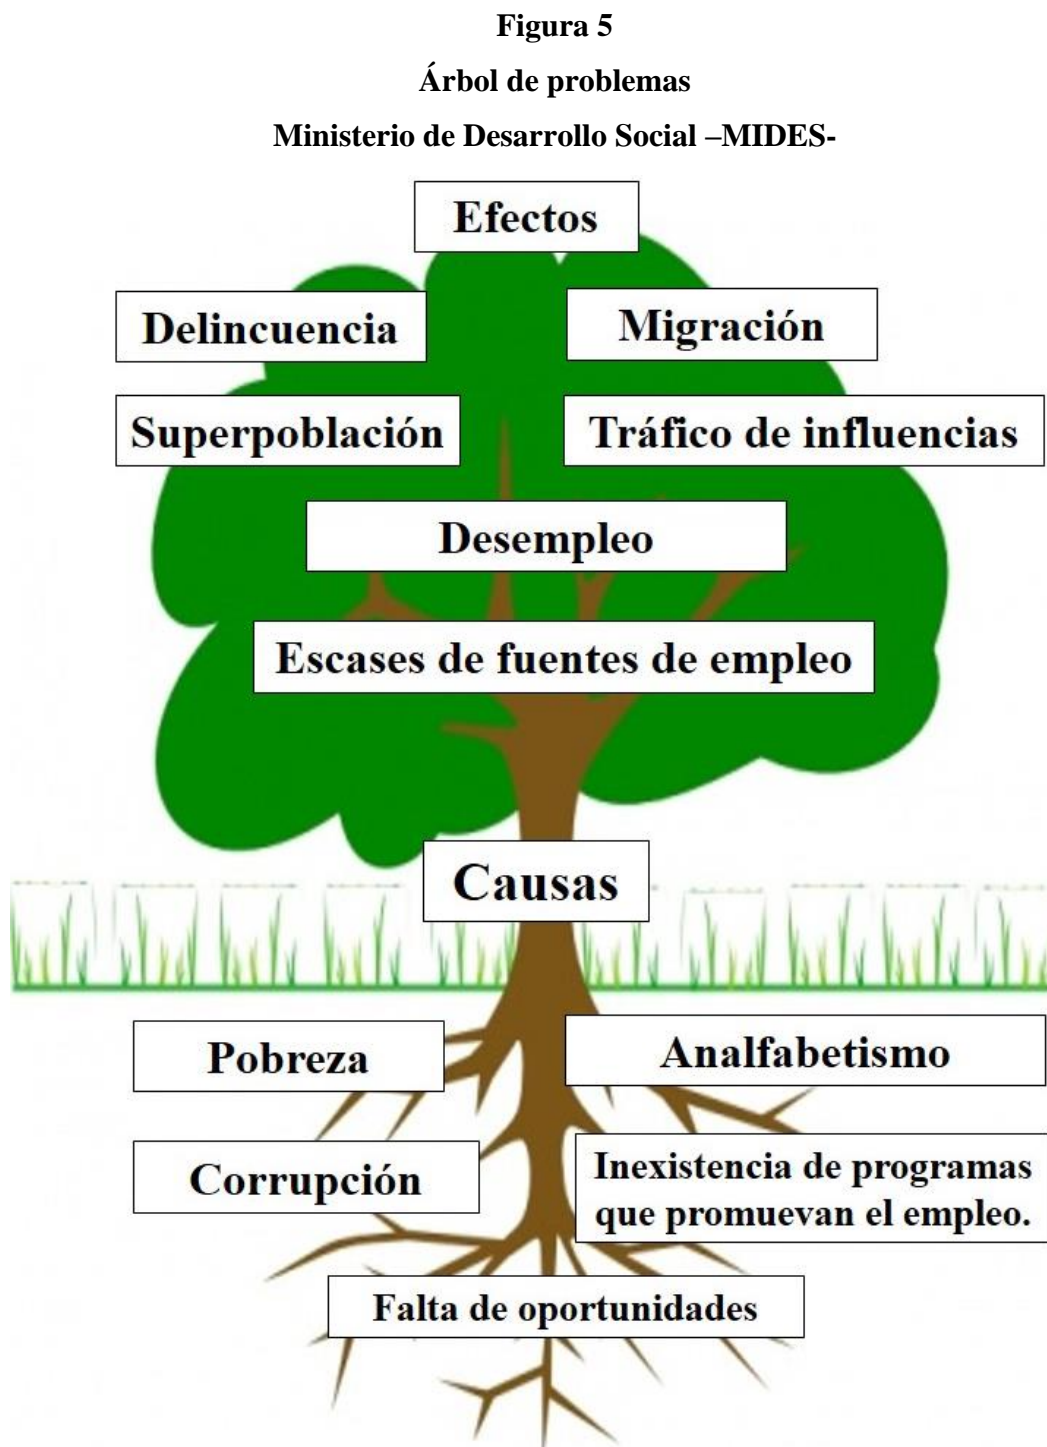 Figura 5
Árbol de problemas
Ministerio de Desarrollo Social –MIDES-
Efectos
Delincuencia
Migración
Superpoblación
Tráfico de influencias
Desempleo
Escases de fuentes de empleo
Causas
Pobreza
Analfabetismo
Corrupción
Inexistencia de programas
que promuevan el empleo.
Falta de oportunidades